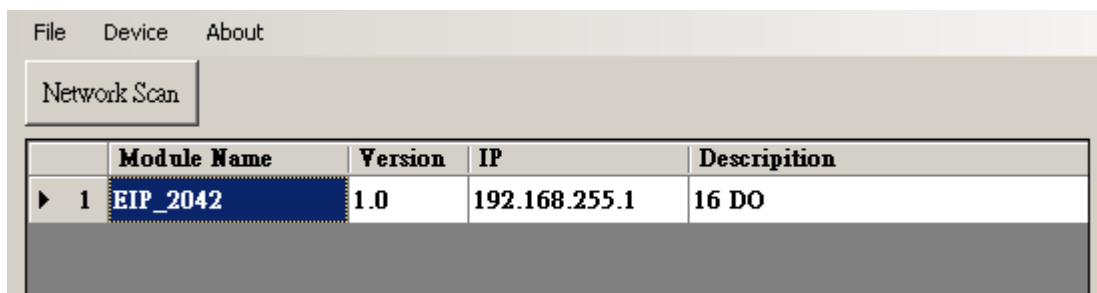 File Device About
Network Scan
Module Name Version IP Descripition
1 EIP_2042 1.0 192.168.255.1 16 DO